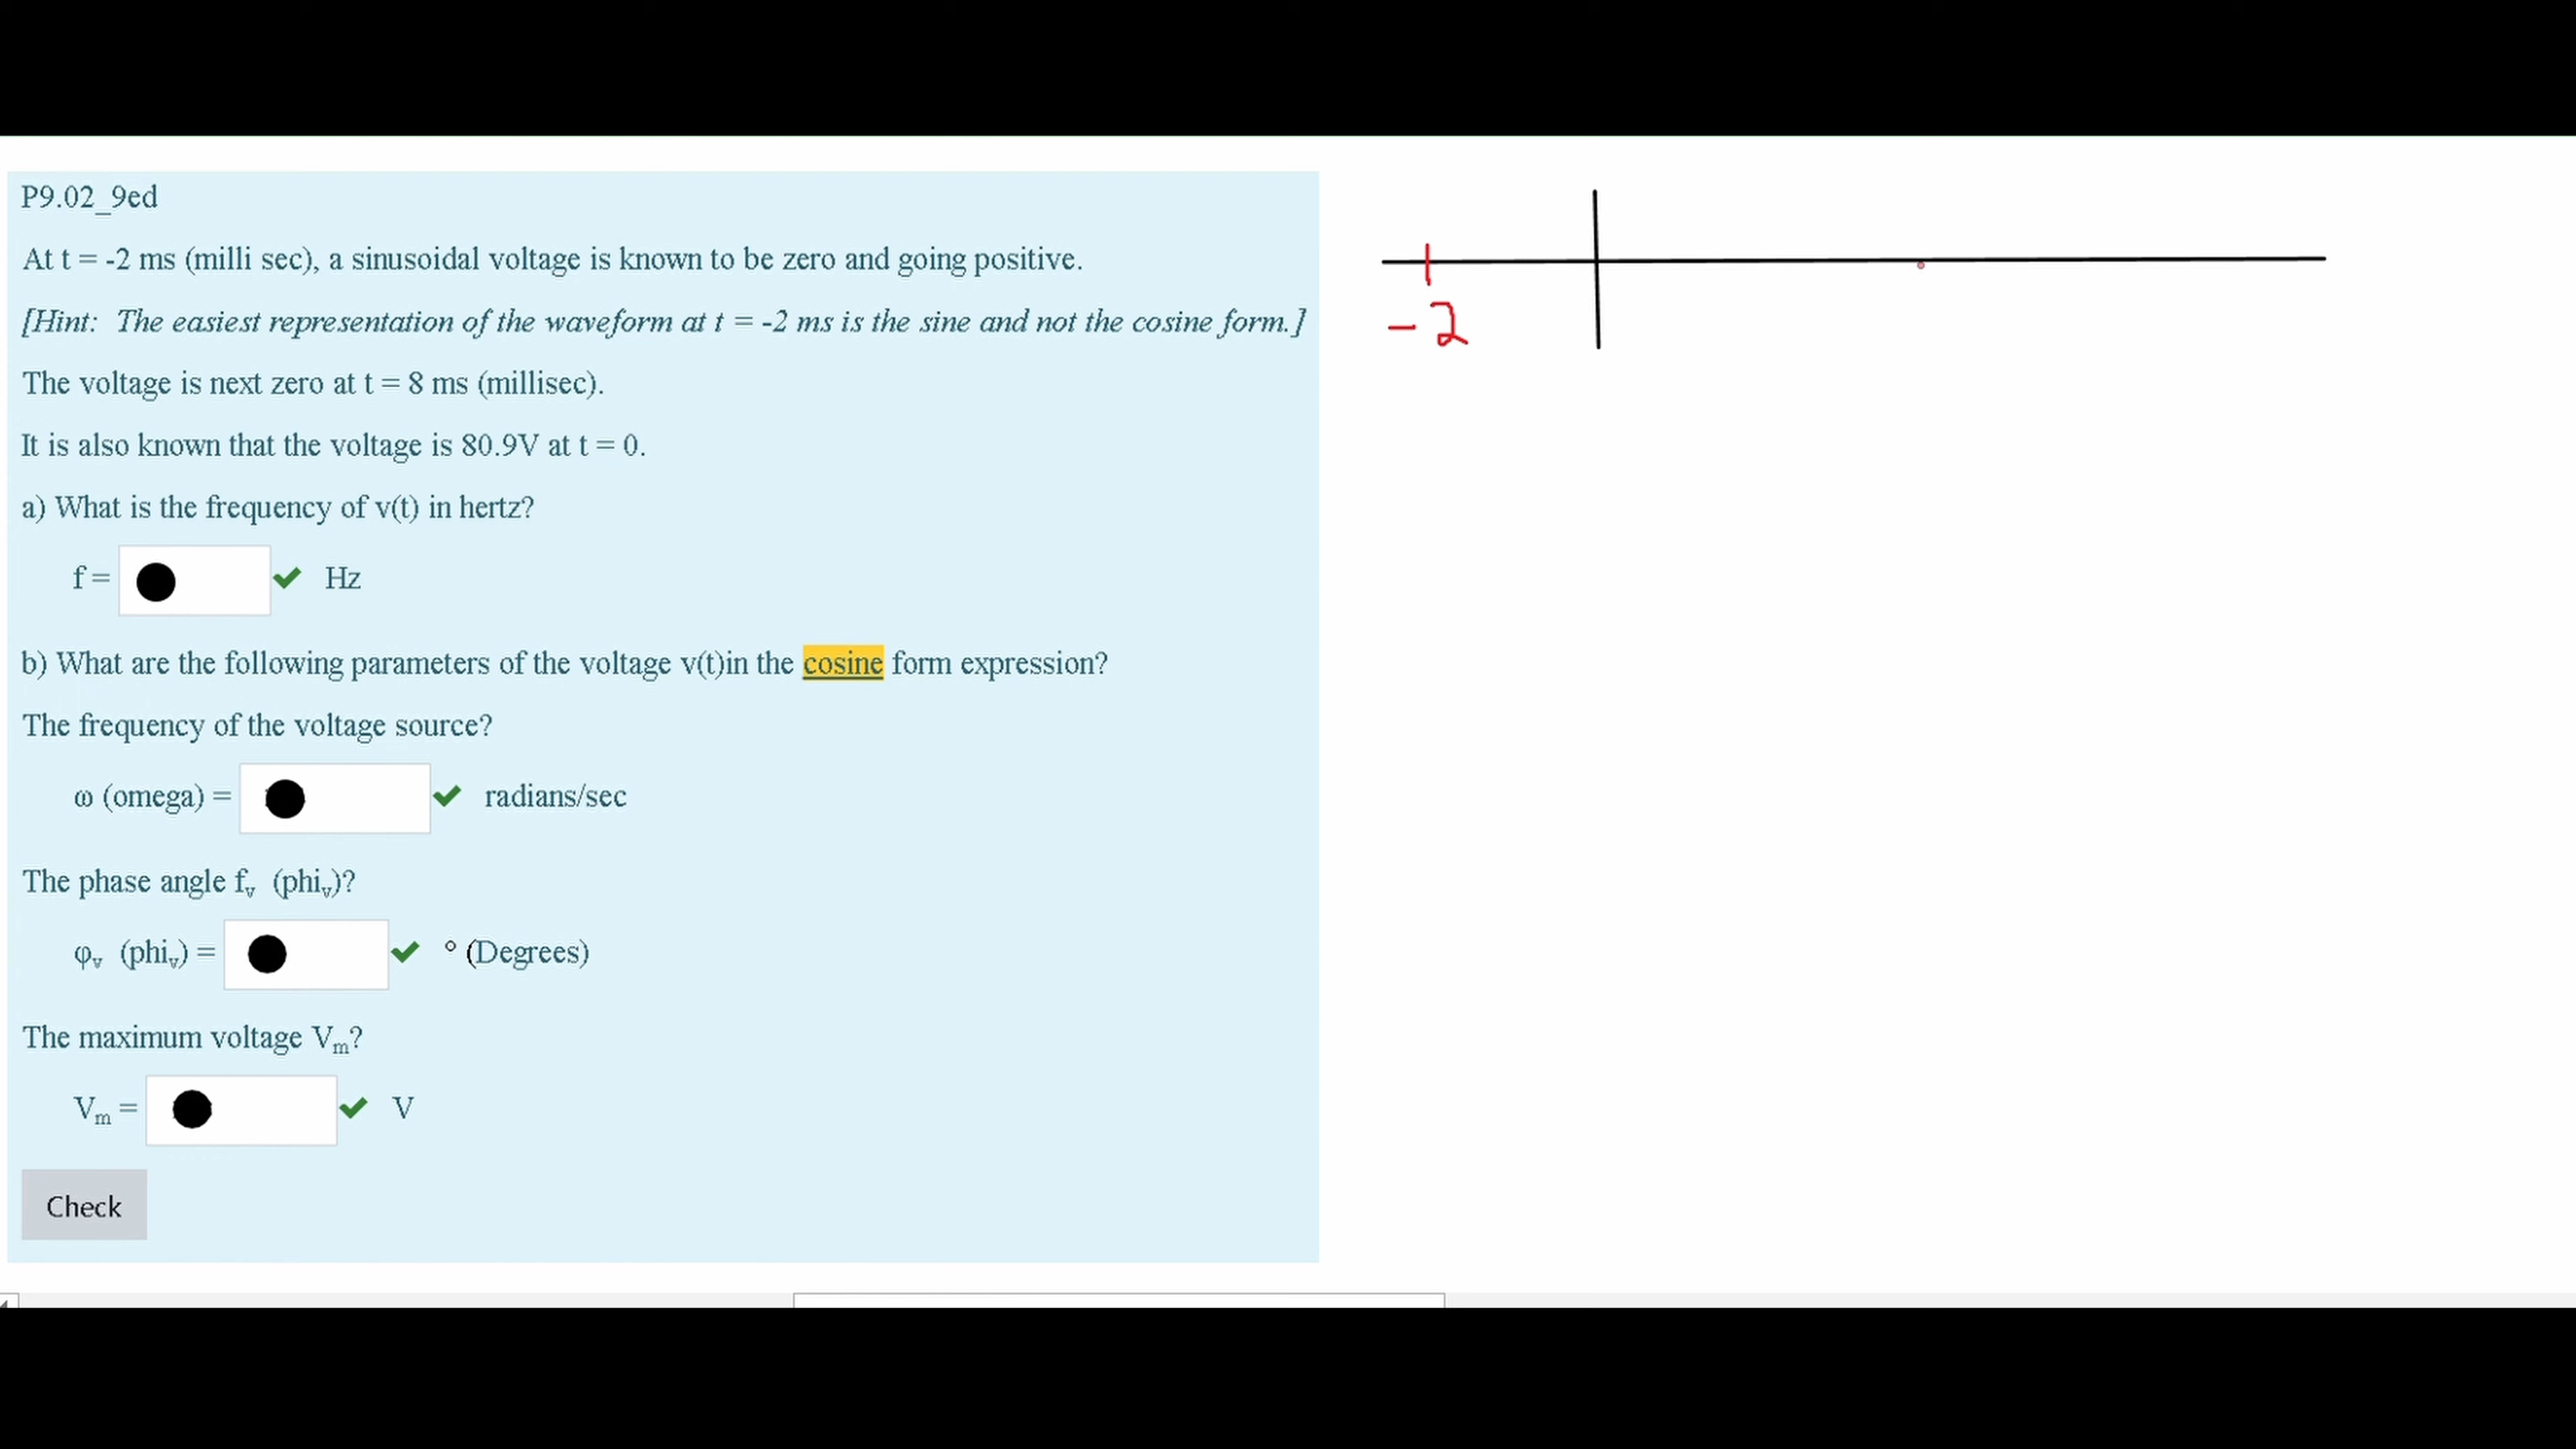 P9.02_9ed
At t = -2 ms (milli sec), a sinusoidal voltage is known to be zero and going positive.
[Hint: The easiest representation of the waveform at t = -2 ms is the sine and not the cosine form.]
The voltage is next zero at t = 8 ms (millisec).
It is also known that the voltage is 80.9V at t = 0.
a) What is the frequency of v(t) in hertz?
f = Hz
b) What are the following parameters of the voltage v(t)in the cosine form expression?
The frequency of the voltage source?
ω (omega) = radians/sec
The phase angle fᵥ (phiᵥ)?
φᵥ (phiᵥ) = ° (Degrees)
The maximum voltage Vₘ?
Vₘ = V
Check
-2